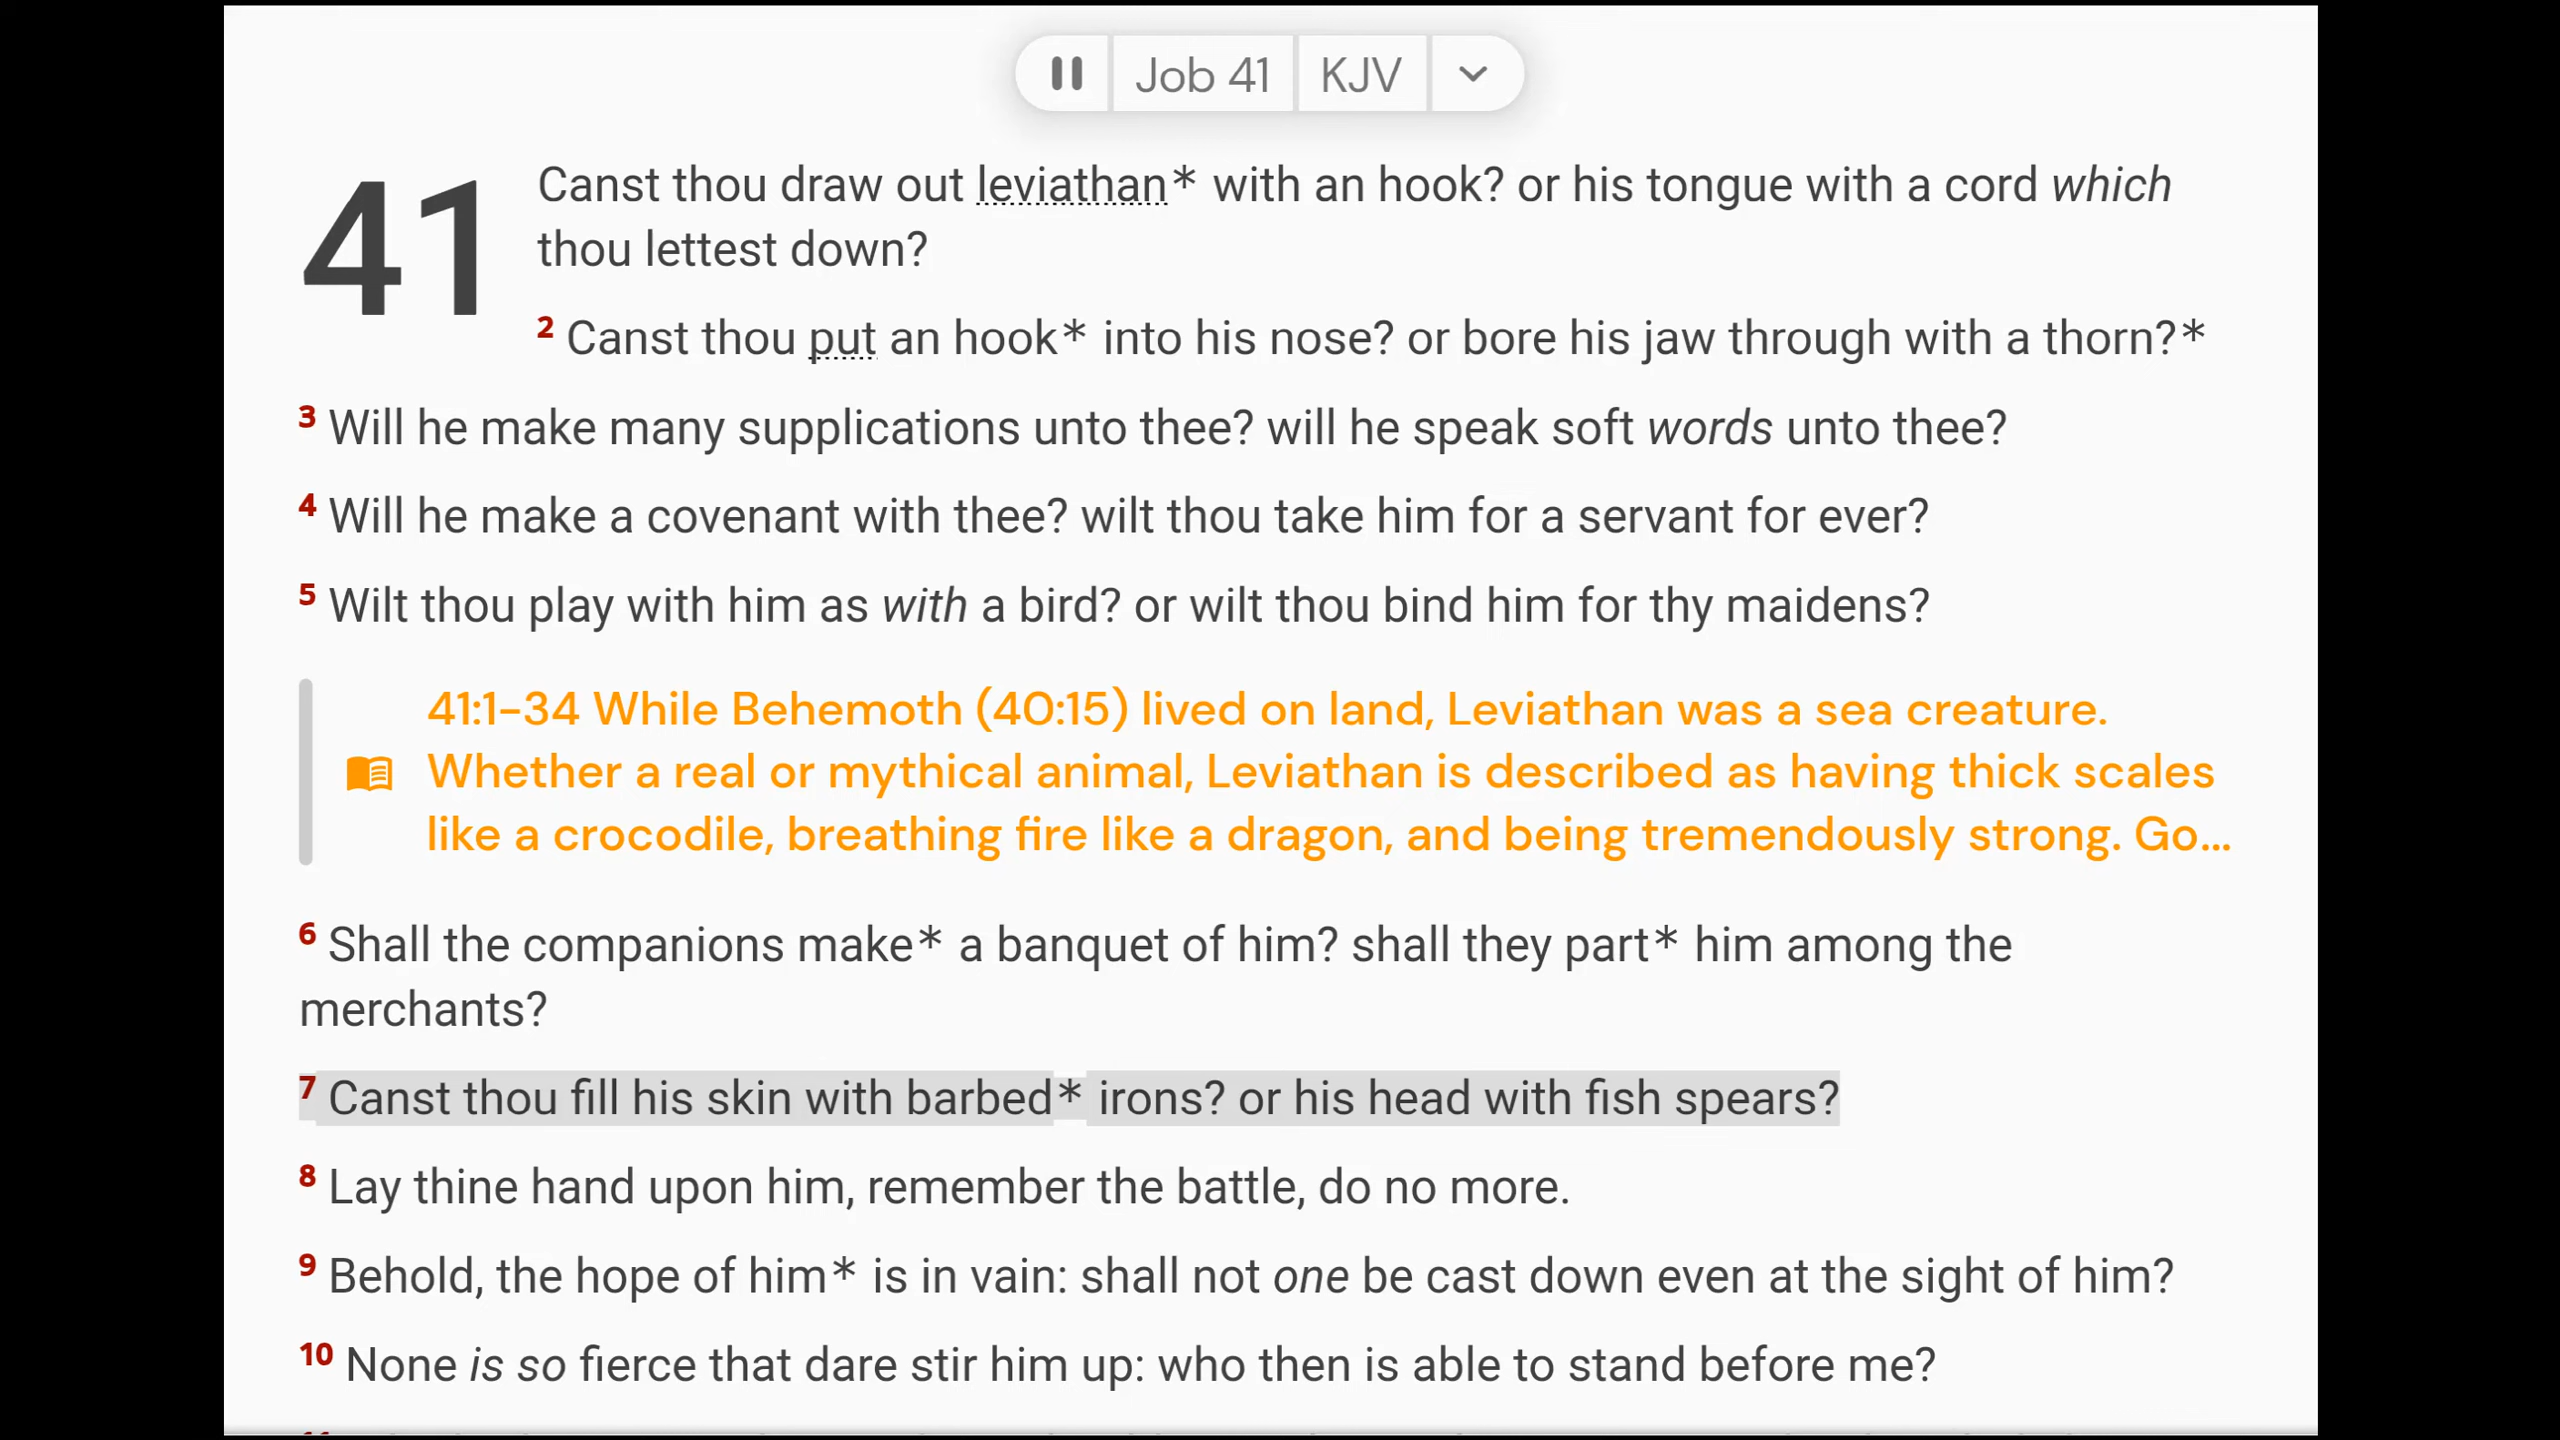 Job 41
KJV
41
Canst thou draw out leviathan* with an hook? or his tongue with a cord which
thou lettest down?
2 Canst thou put an hook* into his nose? or bore his jaw through with a thorn?*
3 Will he make many supplications unto thee? will he speak soft words unto thee?
4 Will he make a covenant with thee? wilt thou take him for a servant for ever?
5 Wilt thou play with him as with a bird? or wilt thou bind him for thy maidens?
41:1–34 While Behemoth (40:15) lived on land, Leviathan was a sea creature.
Whether a real or mythical animal, Leviathan is described as having thick scales
like a crocodile, breathing fire like a dragon, and being tremendously strong. Go...
6 Shall the companions make* a banquet of him? shall they part* him among the
merchants?
7 Canst thou fill his skin with barbed* irons? or his head with fish spears?
8 Lay thine hand upon him, remember the battle, do no more.
9 Behold, the hope of him* is in vain: shall not one be cast down even at the sight of him?
10 None is so fierce that dare stir him up: who then is able to stand before me?